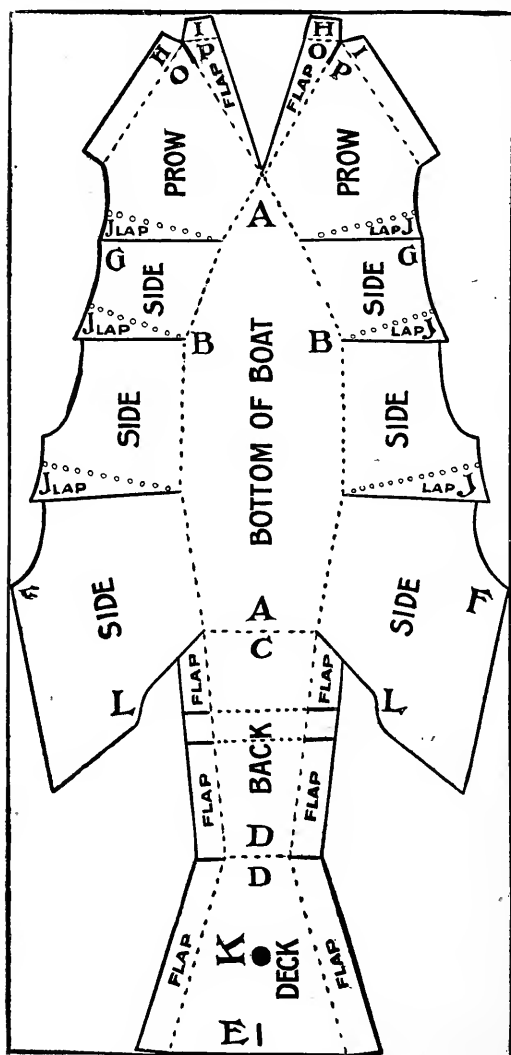 H I H I
O P O P
FLAP FLAP
PROW PROW
A
J LAP LAP J
G G
SIDE SIDE
J LAP LAP J
B B
BOTTOM OF BOAT
SIDE SIDE
J LAP LAP J
F F
SIDE SIDE
A
C
FLAP FLAP
L L
BACK
FLAP FLAP
D
D
K DECK
FLAP FLAP
E I